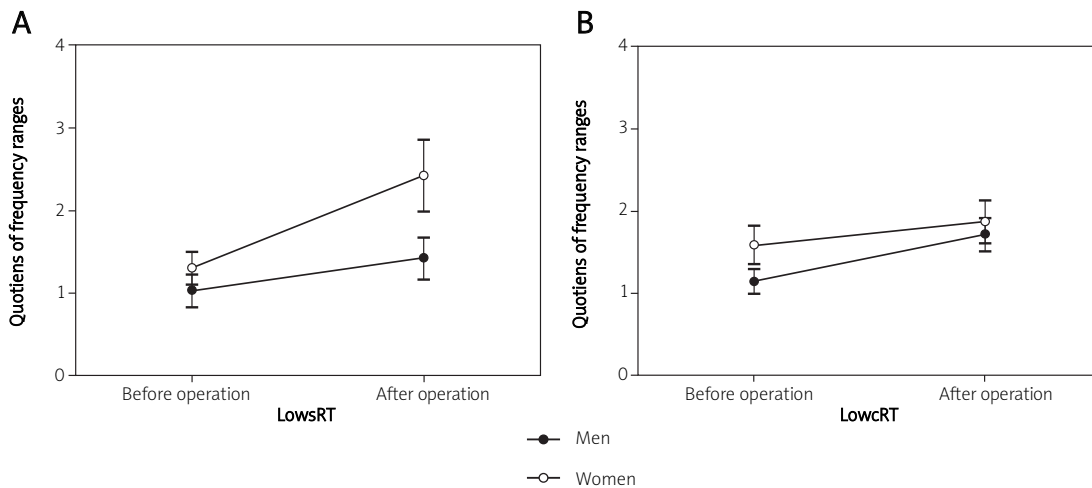 A
4
3
2
1
0
Quotiens of frequency ranges
Before operation
After operation
LowsRT
B
4
3
2
1
0
Quotiens of frequency ranges
Before operation
After operation
LowcRT
Men
Women